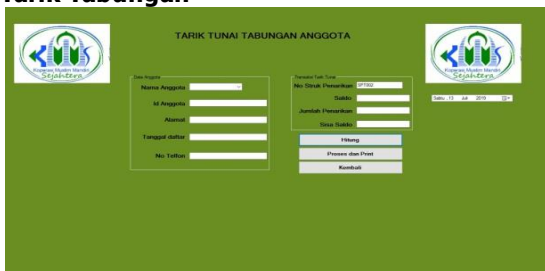 Tarik Tabungan
TARIK TUNAI TABUNGAN ANGGOTA
KMS
Sejahtera
KMS
Sejahtera
Data Anggota
Nama Anggota
Id Anggota
Alamat
Tanggal daftar
No Telfon
Transaksi Tarik Tunai
No Struk Penarikan
Saldo
Jumlah Penarikan
Sisa Saldo
Sabtu , 13 Juli 2019
Hitung
Proses dan Print
Kembali